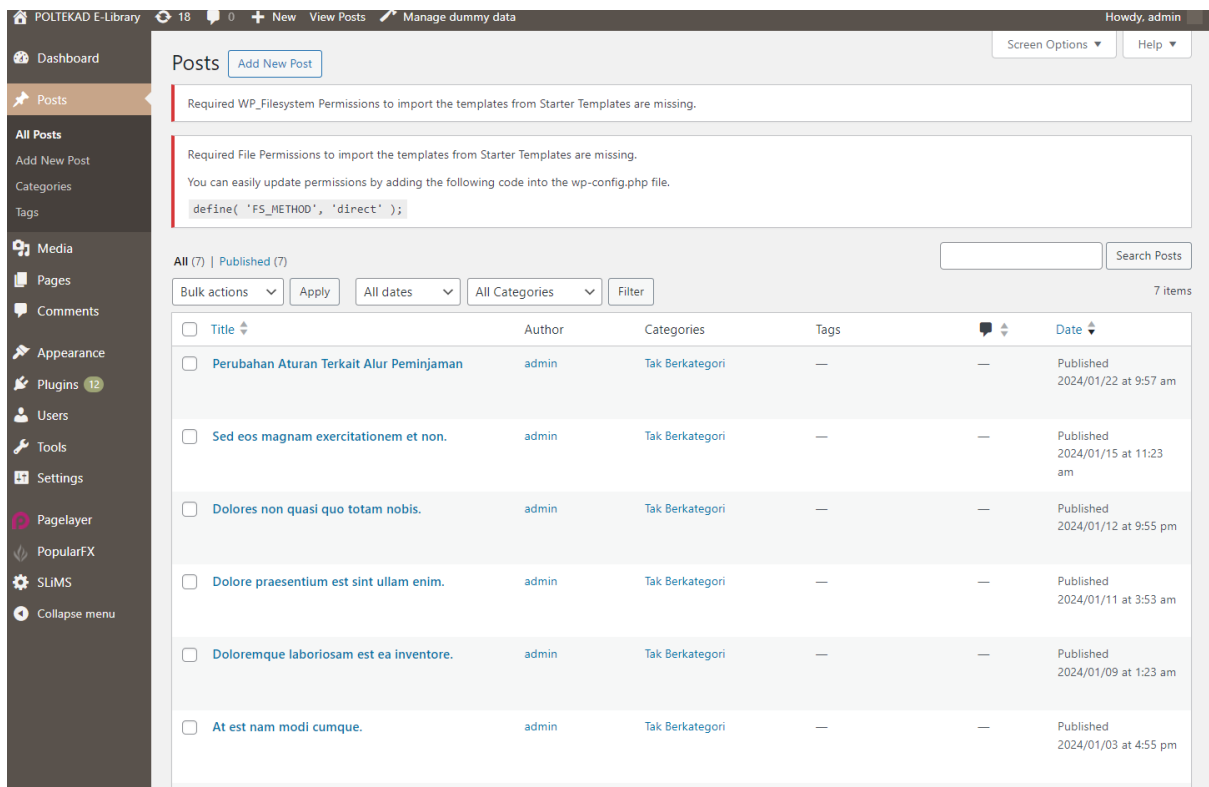 POLTEKAD E-Library 18 0 New View Posts Manage dummy data Howdy, admin
Dashboard
Posts
All Posts
Add New Post
Categories
Tags
Media
Pages
Comments
Appearance
Plugins 12
Users
Tools
Settings
Pagelayer
PopularFX
SLiMS
Collapse menu
Screen Options ▼ Help ▼
Posts Add New Post
Required WP_Filesystem Permissions to import the templates from Starter Templates are missing.
Required File Permissions to import the templates from Starter Templates are missing.
You can easily update permissions by adding the following code into the wp-config.php file.
define( 'FS_METHOD', 'direct' );
All (7) | Published (7) Search Posts
Bulk actions Apply All dates All Categories Filter 7 items
Title Author Categories Tags Date
Perubahan Aturan Terkait Alur Peminjaman admin Tak Berkategori — — Published
2024/01/22 at 9:57 am
Sed eos magnam exercitationem et non. admin Tak Berkategori — — Published
2024/01/15 at 11:23
am
Dolores non quasi quo totam nobis. admin Tak Berkategori — — Published
2024/01/12 at 9:55 pm
Dolore praesentium est sint ullam enim. admin Tak Berkategori — — Published
2024/01/11 at 3:53 am
Doloremque laboriosam est ea inventore. admin Tak Berkategori — — Published
2024/01/09 at 1:23 am
At est nam modi cumque. admin Tak Berkategori — — Published
2024/01/03 at 4:55 pm